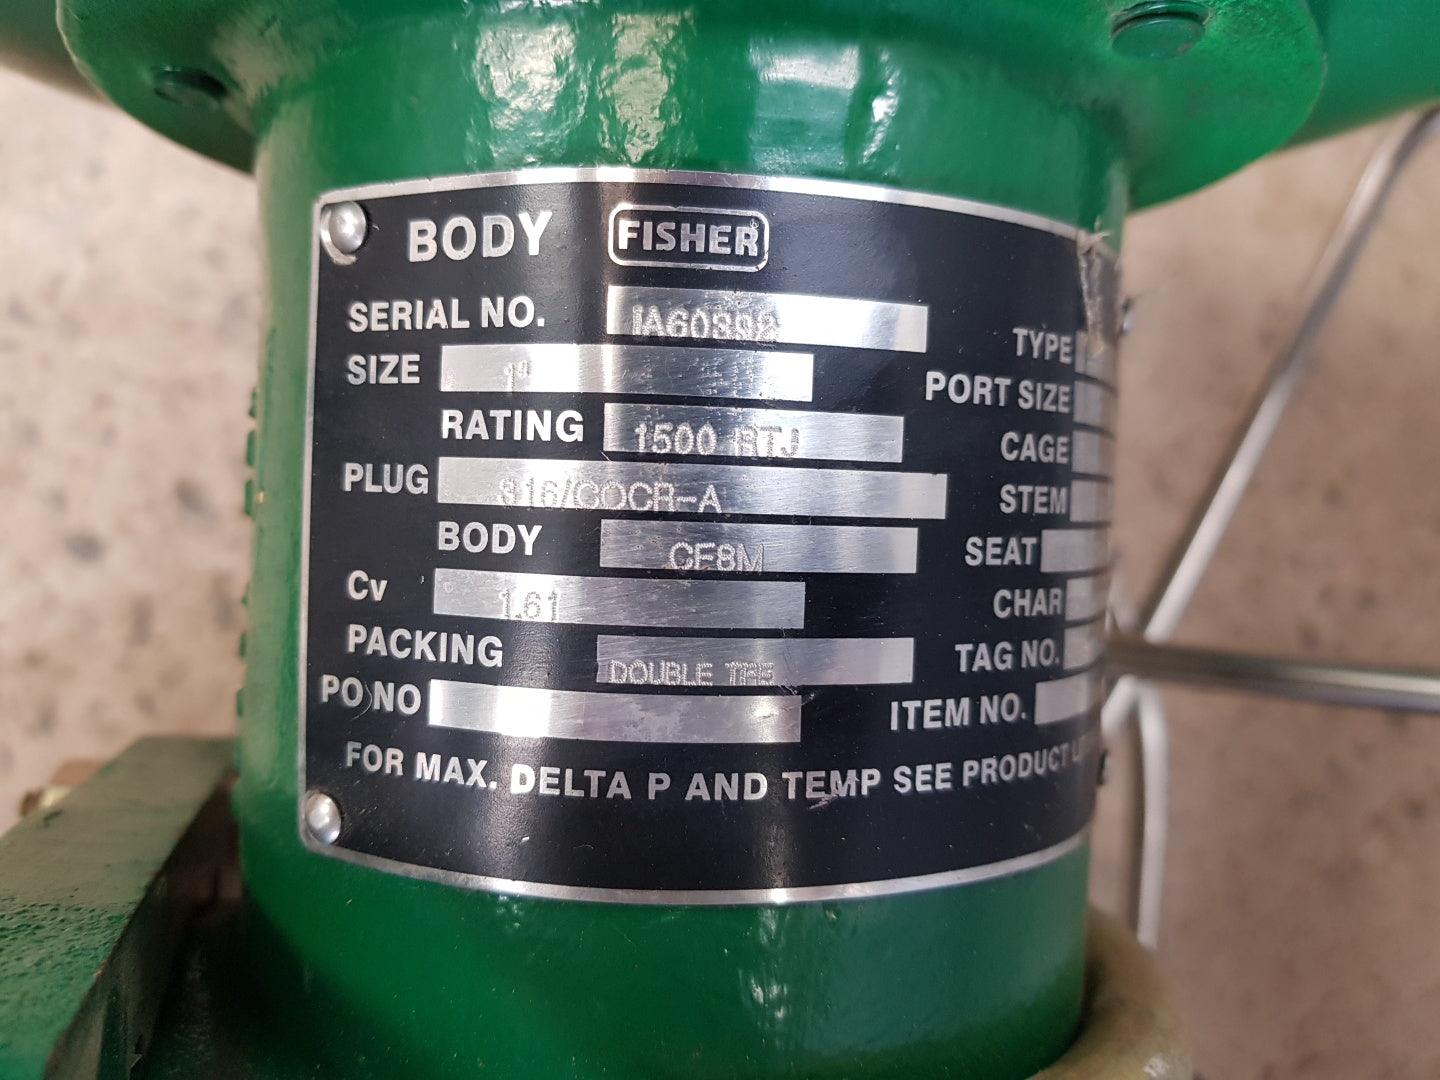 BODY FISHER
SERIAL NO.
SIZE 1"
RATING 1500 RTJ
PLUG 316/COCR-A
BODY CF8M
Cv 1.61
PACKING DOUBLE TFE
PO NO
TYPE
PORT SIZE
CAGE
STEM
SEAT
CHAR
TAG NO.
ITEM NO.
FOR MAX. DELTA P AND TEMP SEE PRODUCT